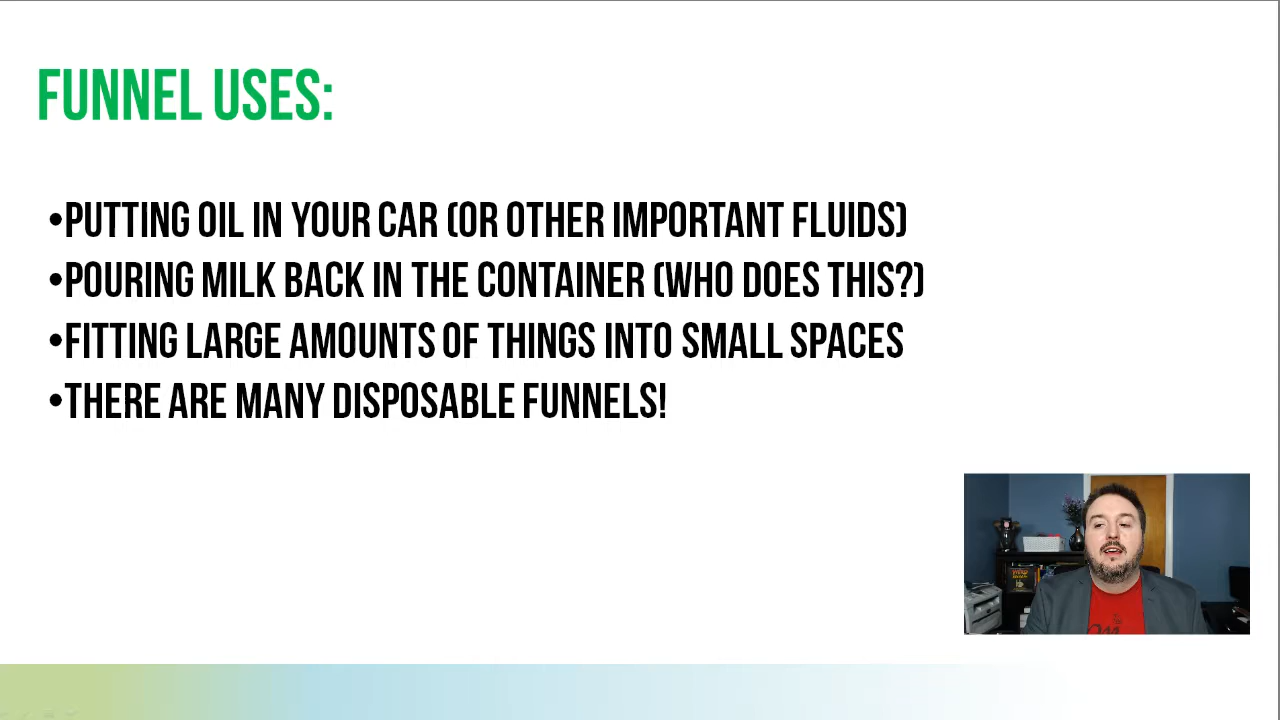 FUNNEL USES:
•PUTTING OIL IN YOUR CAR (OR OTHER IMPORTANT FLUIDS)
•POURING MILK BACK IN THE CONTAINER (WHO DOES THIS?)
•FITTING LARGE AMOUNTS OF THINGS INTO SMALL SPACES
•THERE ARE MANY DISPOSABLE FUNNELS!